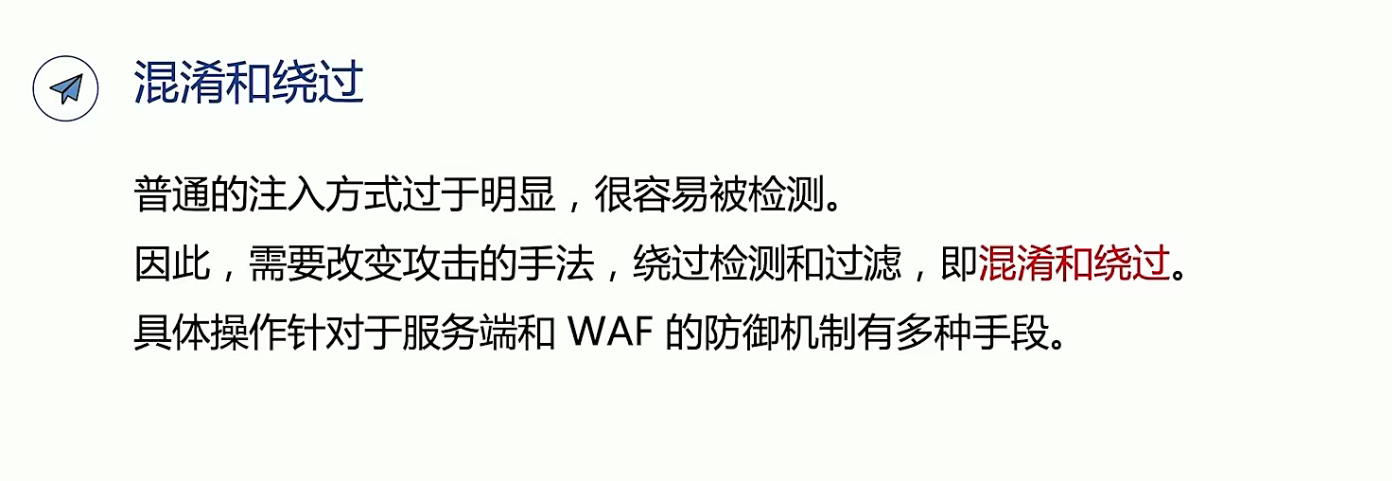 混淆和绕过
普通的注入方式过于明显，很容易被检测。
因此，需要改变攻击的手法，绕过检测和过滤，即混淆和绕过。
具体操作针对于服务端和 WAF 的防御机制有多种手段。